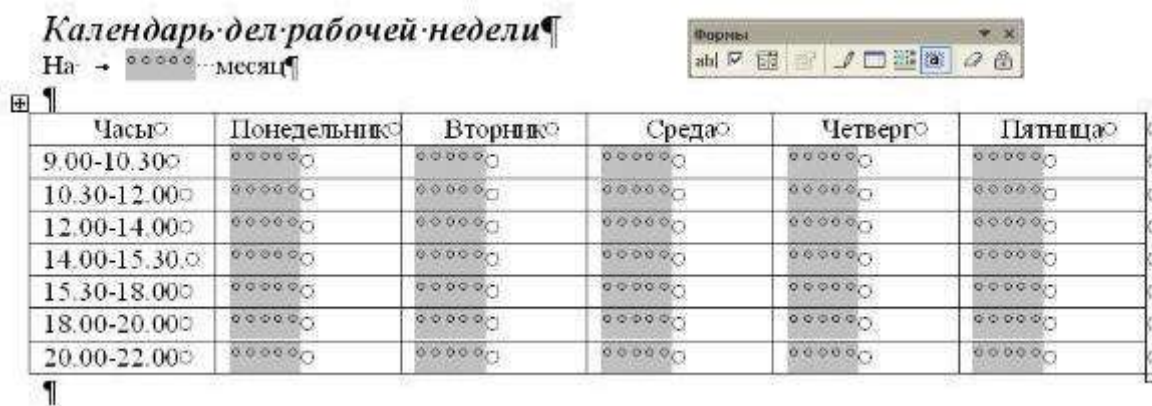 Календарь дел рабочей недели
Формы
ab|
На месяц
Часы Понедельник Вторник Среда Четверг Пятница
9.00-10.30
10.30-12.00
12.00-14.00
14.00-15.30.
15.30-18.00
18.00-20.00
20.00-22.00